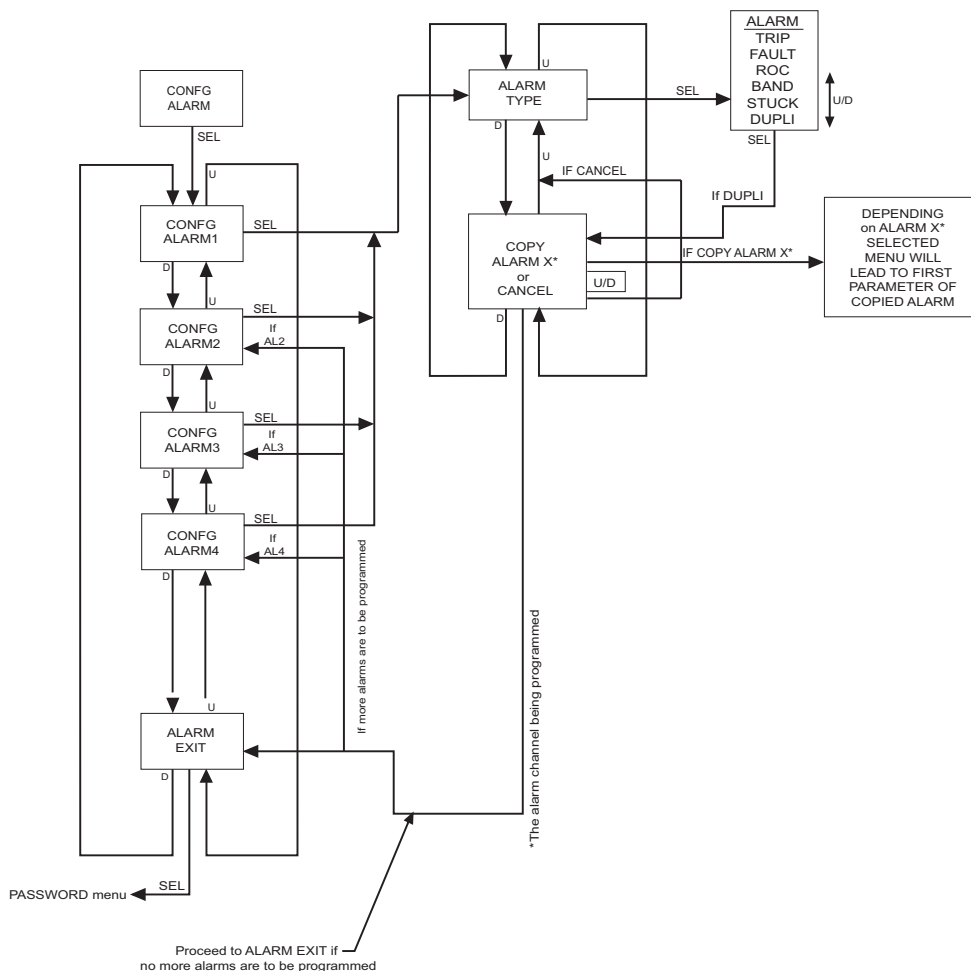 CONFG
ALARM
SEL
U
CONFG
ALARM1
SEL
D
U
CONFG
ALARM2
SEL
If
AL2
D
U
CONFG
ALARM3
SEL
If
AL3
D
U
CONFG
ALARM4
SEL
If
AL4
D
U
ALARM
EXIT
D
SEL
PASSWORD menu
If more alarms are to be programmed
Proceed to ALARM EXIT if
no more alarms are to be programmed
U
ALARM
TYPE
SEL
D
U
IF CANCEL
COPY
ALARM X*
or
CANCEL
U/D
D
IF COPY ALARM X*
*The alarm channel being programmed
ALARM
TRIP
FAULT
ROC
BAND
STUCK
DUPLI
U/D
SEL
If DUPLI
DEPENDING
on ALARM X*
SELECTED
MENU WILL
LEAD TO FIRST
PARAMETER OF
COPIED ALARM